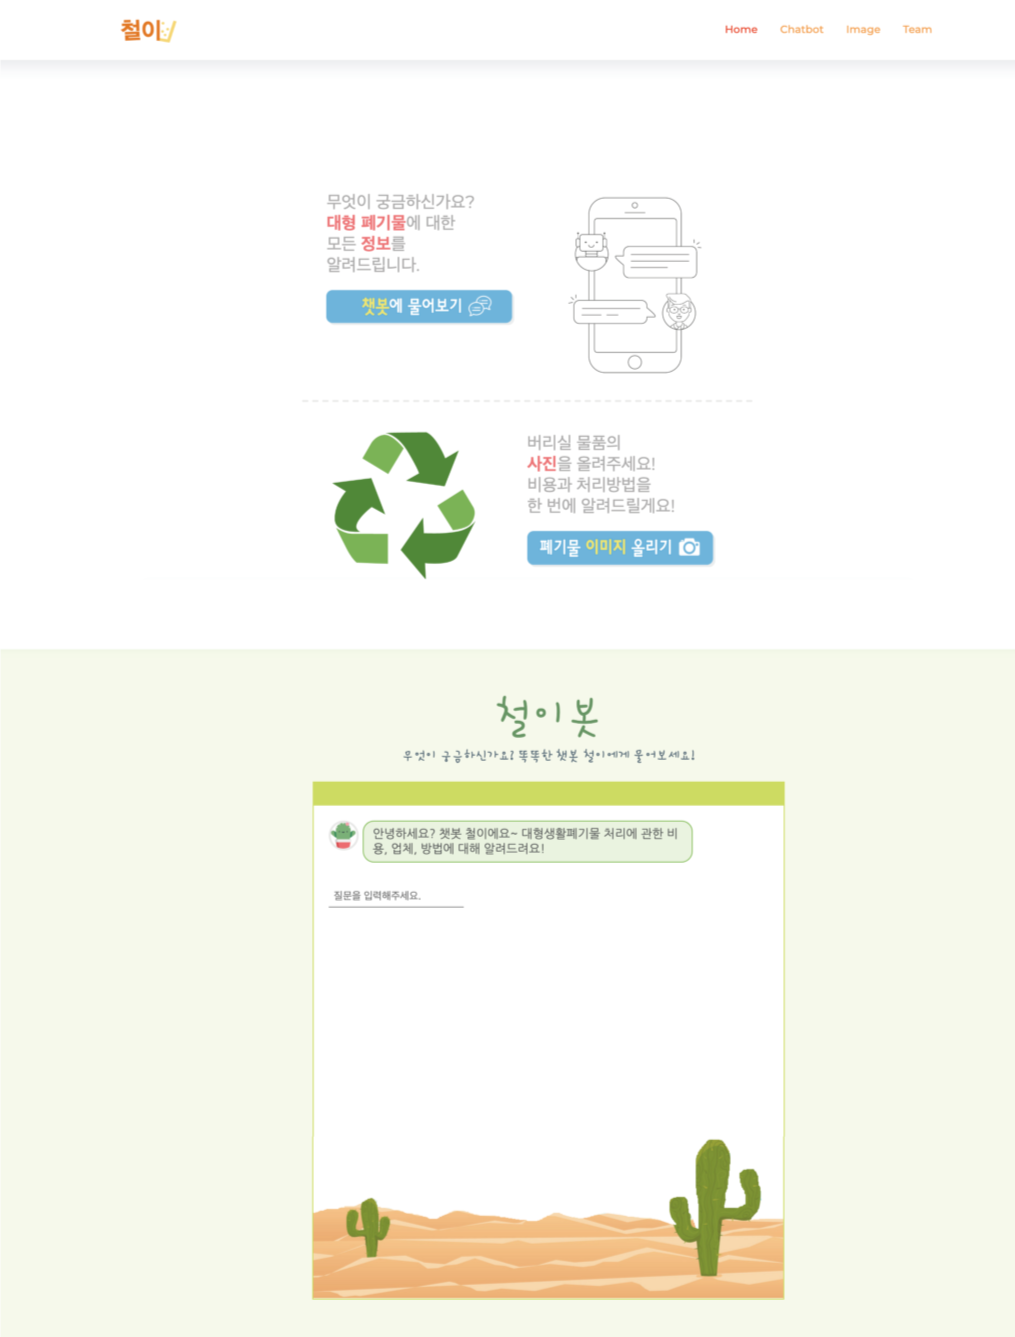 철이
Home Chatbot Image Team
무엇이 궁금하신가요?
대형 폐기물에 대한
모든 정보를
알려드립니다.
챗봇에 물어보기
버리실 물품의
사진을 올려주세요!
비용과 처리방법을
한 번에 알려드릴게요!
폐기물 이미지 올리기
철이봇
무엇이 궁금하신가요? 똑똑한 챗봇 철이에게 물어보세요!
안녕하세요? 챗봇 철이에요~ 대형생활폐기물 처리에 관한 비
용, 업체, 방법에 대해 알려드려요!
질문을 입력해주세요.